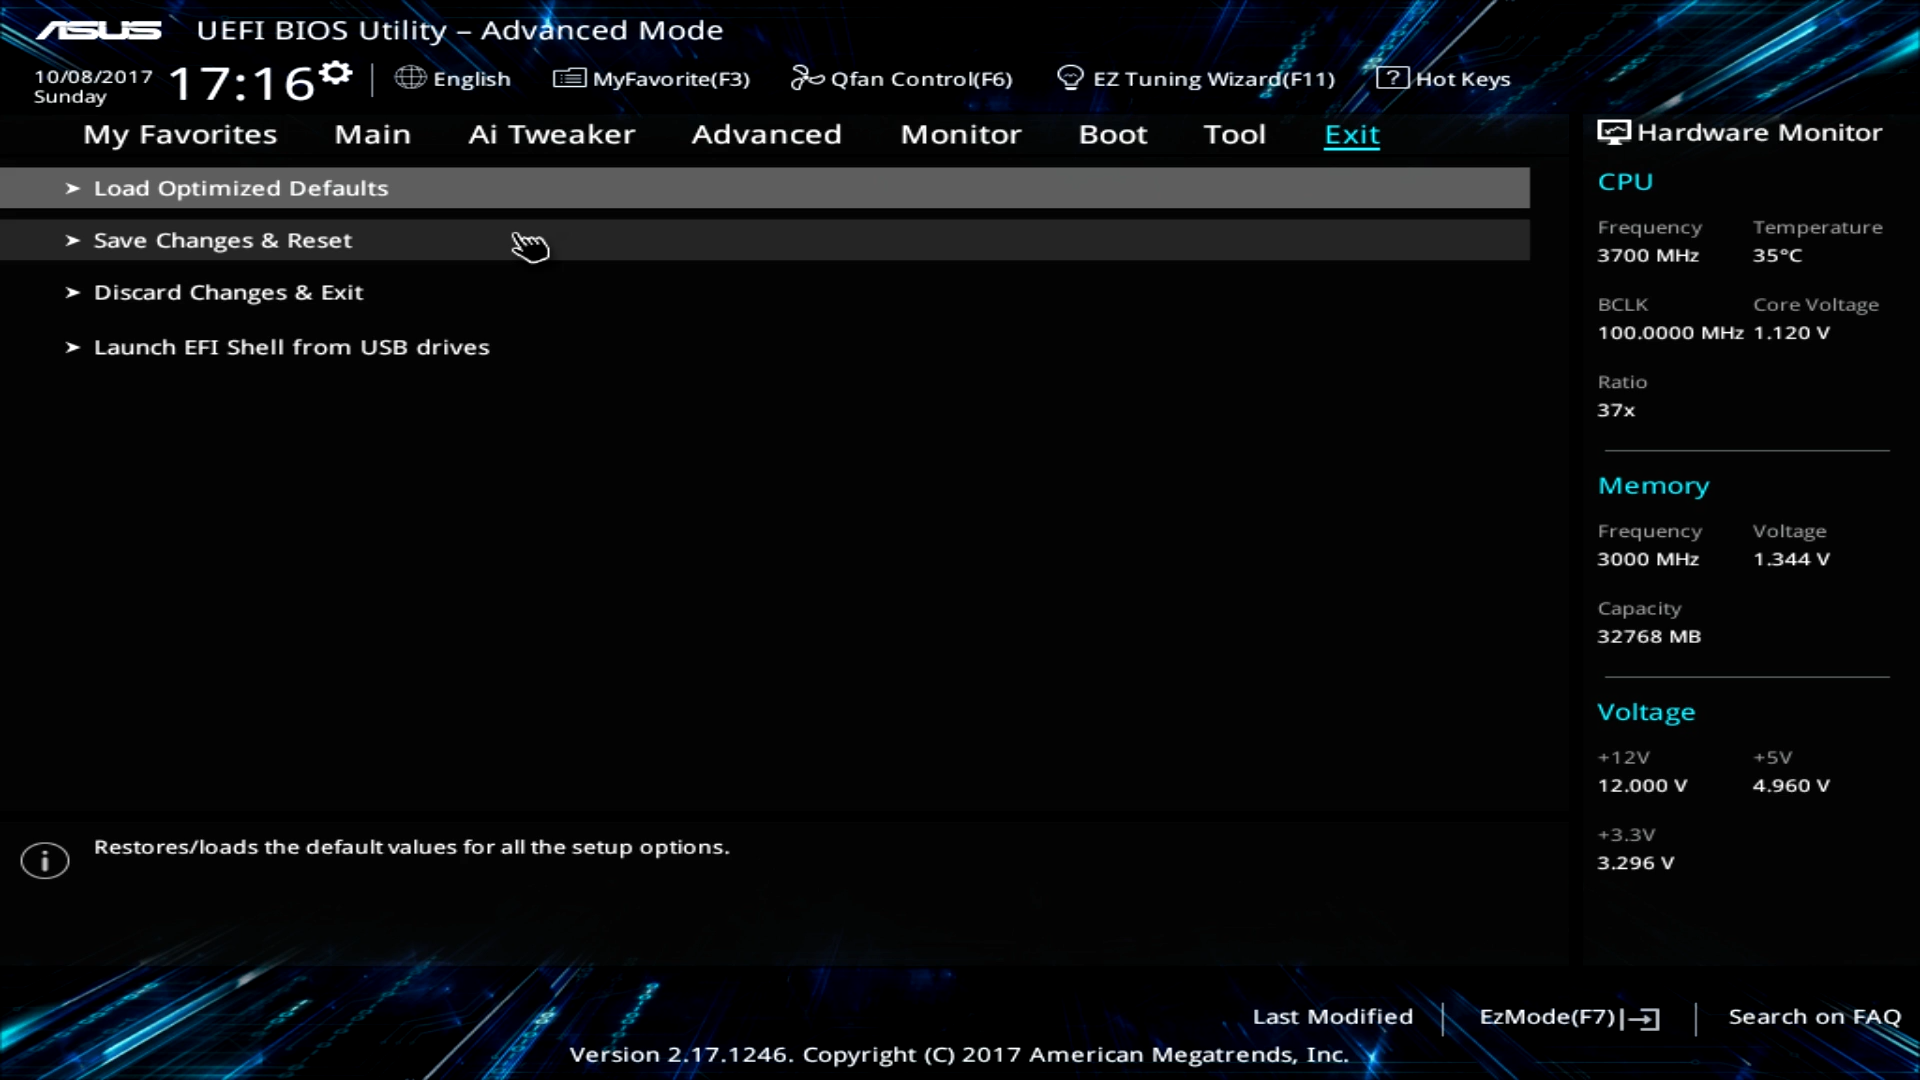 ASUS UEFI BIOS Utility – Advanced Mode
10/08/2017
Sunday
17:16
English
MyFavorite(F3)
Qfan Control(F6)
EZ Tuning Wizard(F11)
? Hot Keys
My Favorites
Main
Ai Tweaker
Advanced
Monitor
Boot
Tool
Exit
Load Optimized Defaults
Save Changes & Reset
Discard Changes & Exit
Launch EFI Shell from USB drives
Restores/loads the default values for all the setup options.
Hardware Monitor
CPU
Frequency Temperature
3700 MHz 35°C
BCLK Core Voltage
100.0000 MHz 1.120 V
Ratio
37x
Memory
Frequency Voltage
3000 MHz 1.344 V
Capacity
32768 MB
Voltage
+12V +5V
12.000 V 4.960 V
+3.3V
3.296 V
Last Modified
EzMode(F7)
Search on FAQ
Version 2.17.1246. Copyright (C) 2017 American Megatrends, Inc.